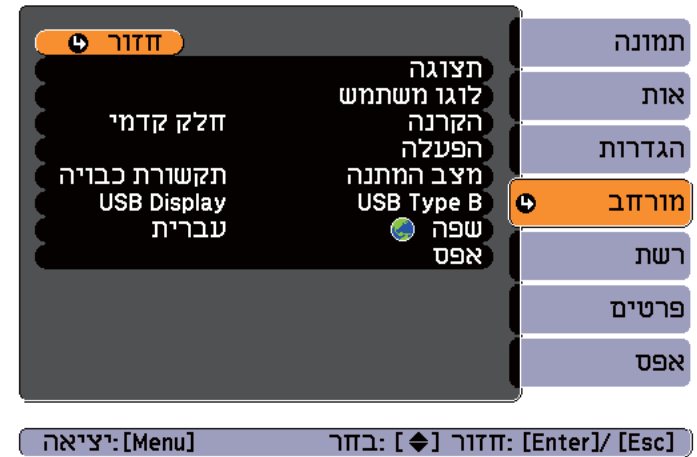 חזור
תצוגה
לוגו משתמש
הקרנה חלק קדמי
הפעלה
מצב המתנה תקשורת כבויה
USB Type B USB Display
שפה עברית
אפס
תמונה
אות
הגדרות
מורחב
רשת
פרטים
אפס
[Esc] /[Enter] :חזור [◆] :בחר [Menu] :יציאה